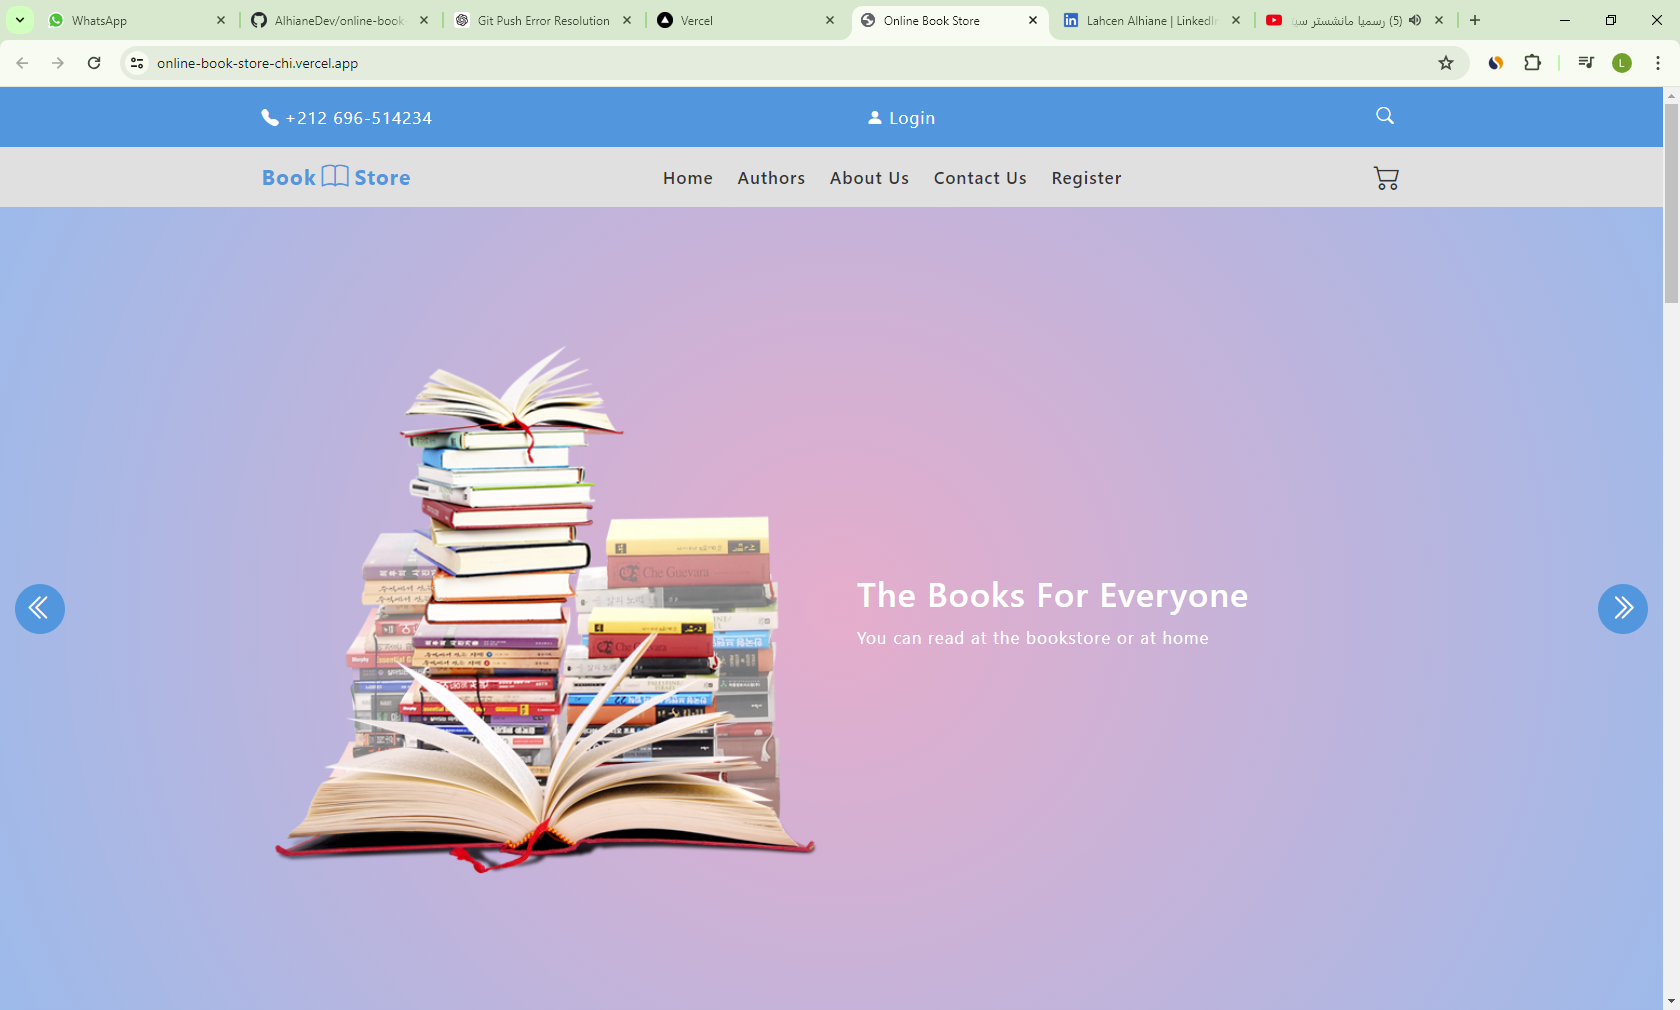 WhatsApp
AlhianeDev/online-book
Git Push Error Resolution
Vercel
Online Book Store
Lahcen Alhiane | LinkedIn
(5) رسميا مانشستر سي
online-book-store-chi.vercel.app
L
+212 696-514234
Login
Book Store
Home
Authors
About Us
Contact Us
Register
Che Guevara
The Books For Everyone
You can read at the bookstore or at home